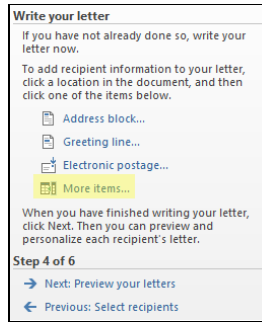 Write your letter
If you have not already done so, write your
letter now.
To add recipient information to your letter,
click a location in the document, and then
click one of the items below.
Address block...
Greeting line...
Electronic postage...
More items...
When you have finished writing your letter,
click Next. Then you can preview and
personalize each recipient's letter.
Step 4 of 6
Next: Preview your letters
Previous: Select recipients